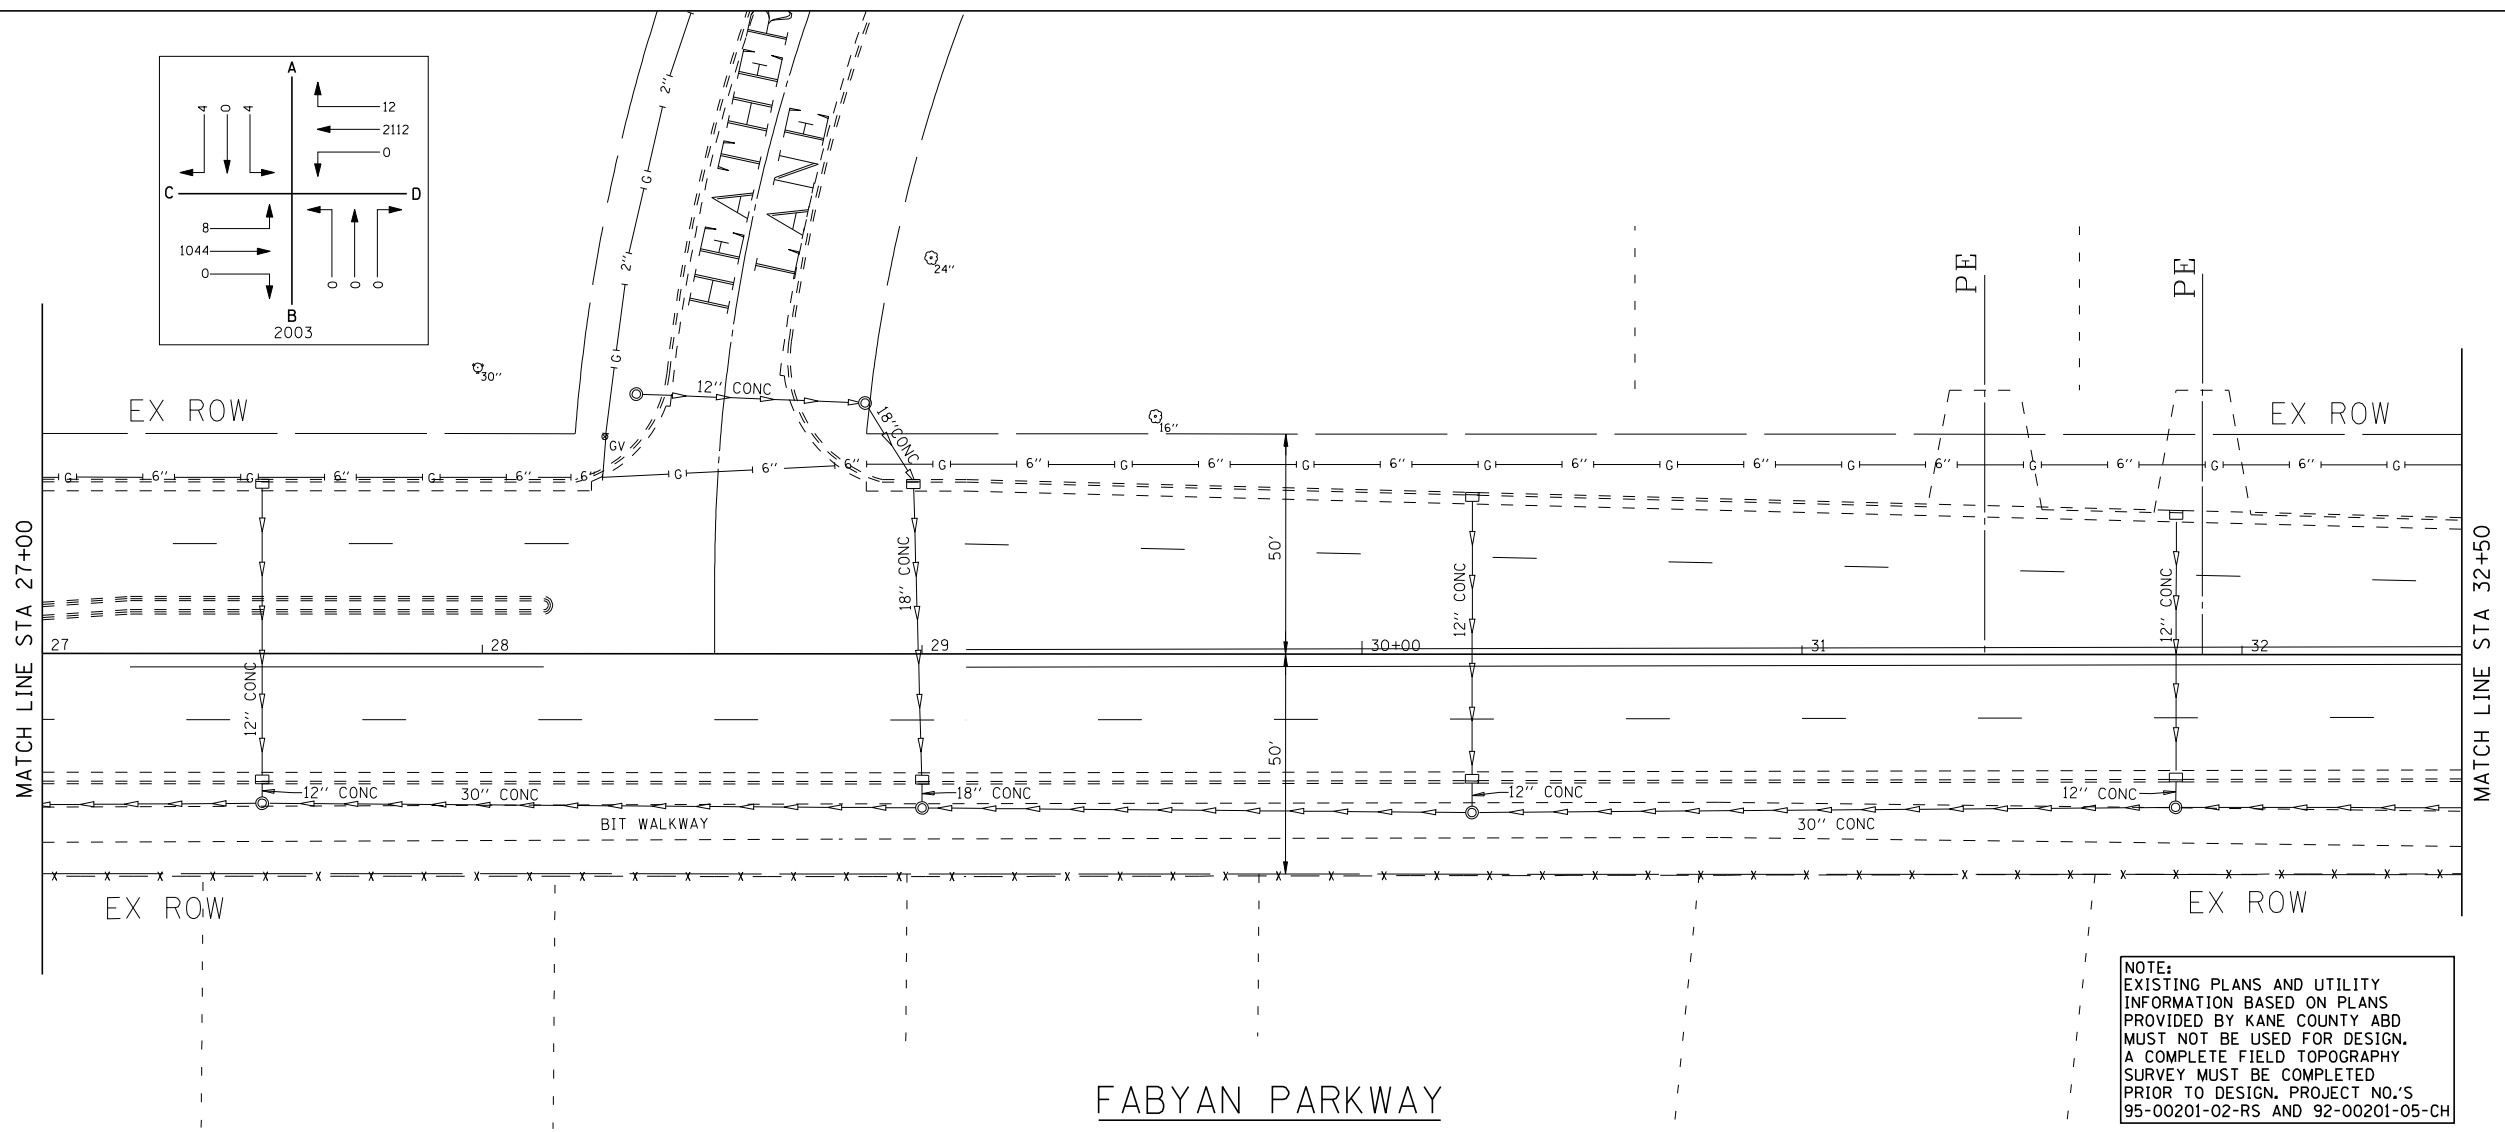 A
4
0
4
12
2112
0
C
D
8
1044
0
0
0
0
B
2003
HEATHER
LANE
2"
G
2"
G
24"
30"
16"
PE
PE
EX ROW
EX ROW
12" CONC
18" CONC
GV
G
6"
G
6"
G
6"
6"
G
6"
6"
G
6"
G
6"
G
6"
G
6"
G
6"
G
6"
G
6"
G
6"
G
MATCH LINE STA 27+00
MATCH LINE STA 32+50
50'
18" CONC
12" CONC
12" CONC
27
28
29
30+00
31
32
12" CONC
50'
12" CONC
30" CONC
18" CONC
12" CONC
12" CONC
BIT WALKWAY
30" CONC
X X X X X X X X X X X X X X X X X X X X X X X X X X X X X X X X X X X X X X X X X X X X X X
EX ROW
EX ROW
FABYAN PARKWAY
NOTE:
EXISTING PLANS AND UTILITY
INFORMATION BASED ON PLANS
PROVIDED BY KANE COUNTY ABD
MUST NOT BE USED FOR DESIGN.
A COMPLETE FIELD TOPOGRAPHY
SURVEY MUST BE COMPLETED
PRIOR TO DESIGN. PROJECT NO.'S
95-00201-02-RS AND 92-00201-05-CH